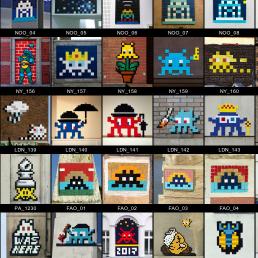 NOO_04 NOO_05 NOO_06 NOO_07 NOO_08
NY_156 NY_157 NY_158 NY_159 NY_160
LDN_139 LDN_140 LDN_141 LDN_142 LDN_143
PA_1230 FAO_01 FAO_02 FAO_03 FAO_04
WAS
HERE
2017